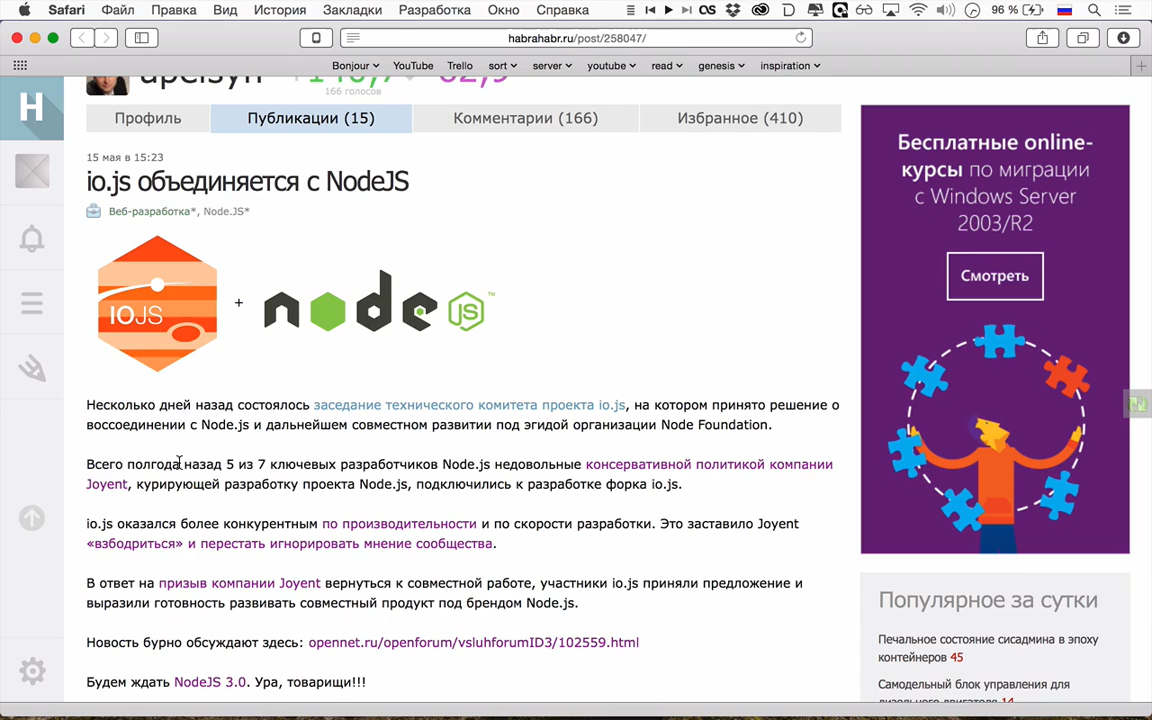 Safari Файл Правка Вид История Закладки Разработка Окно Справка 96 %
habrahabr.ru/post/258047/
Bonjour YouTube Trello sort server youtube read genesis inspiration
166 голосов
Профиль Публикации (15) Комментарии (166) Избранное (410)
15 мая в 15:23
io.js объединяется с NodeJS
Веб-разработка*, Node.JS*
IOJS + node JS ™
Несколько дней назад состоялось заседание технического комитета проекта io.js, на котором принято решение о
воссоединении с Node.js и дальнейшем совместном развитии под эгидой организации Node Foundation.
Всего полгода назад 5 из 7 ключевых разработчиков Node.js недовольные консервативной политикой компании
Joyent, курирующей разработку проекта Node.js, подключились к разработке форка io.js.
io.js оказался более конкурентным по производительности и по скорости разработки. Это заставило Joyent
«взбодриться» и перестать игнорировать мнение сообщества.
В ответ на призыв компании Joyent вернуться к совместной работе, участники io.js приняли предложение и
выразили готовность развивать совместный продукт под брендом Node.js.
Новость бурно обсуждают здесь: opennet.ru/openforum/vsluhforumID3/102559.html
Будем ждать NodeJS 3.0. Ура, товарищи!!!
Бесплатные online-
курсы по миграции
с Windows Server
2003/R2
Смотреть
Популярное за сутки
Печальное состояние сисадмина в эпоху
контейнеров 45
Самодельный блок управления для